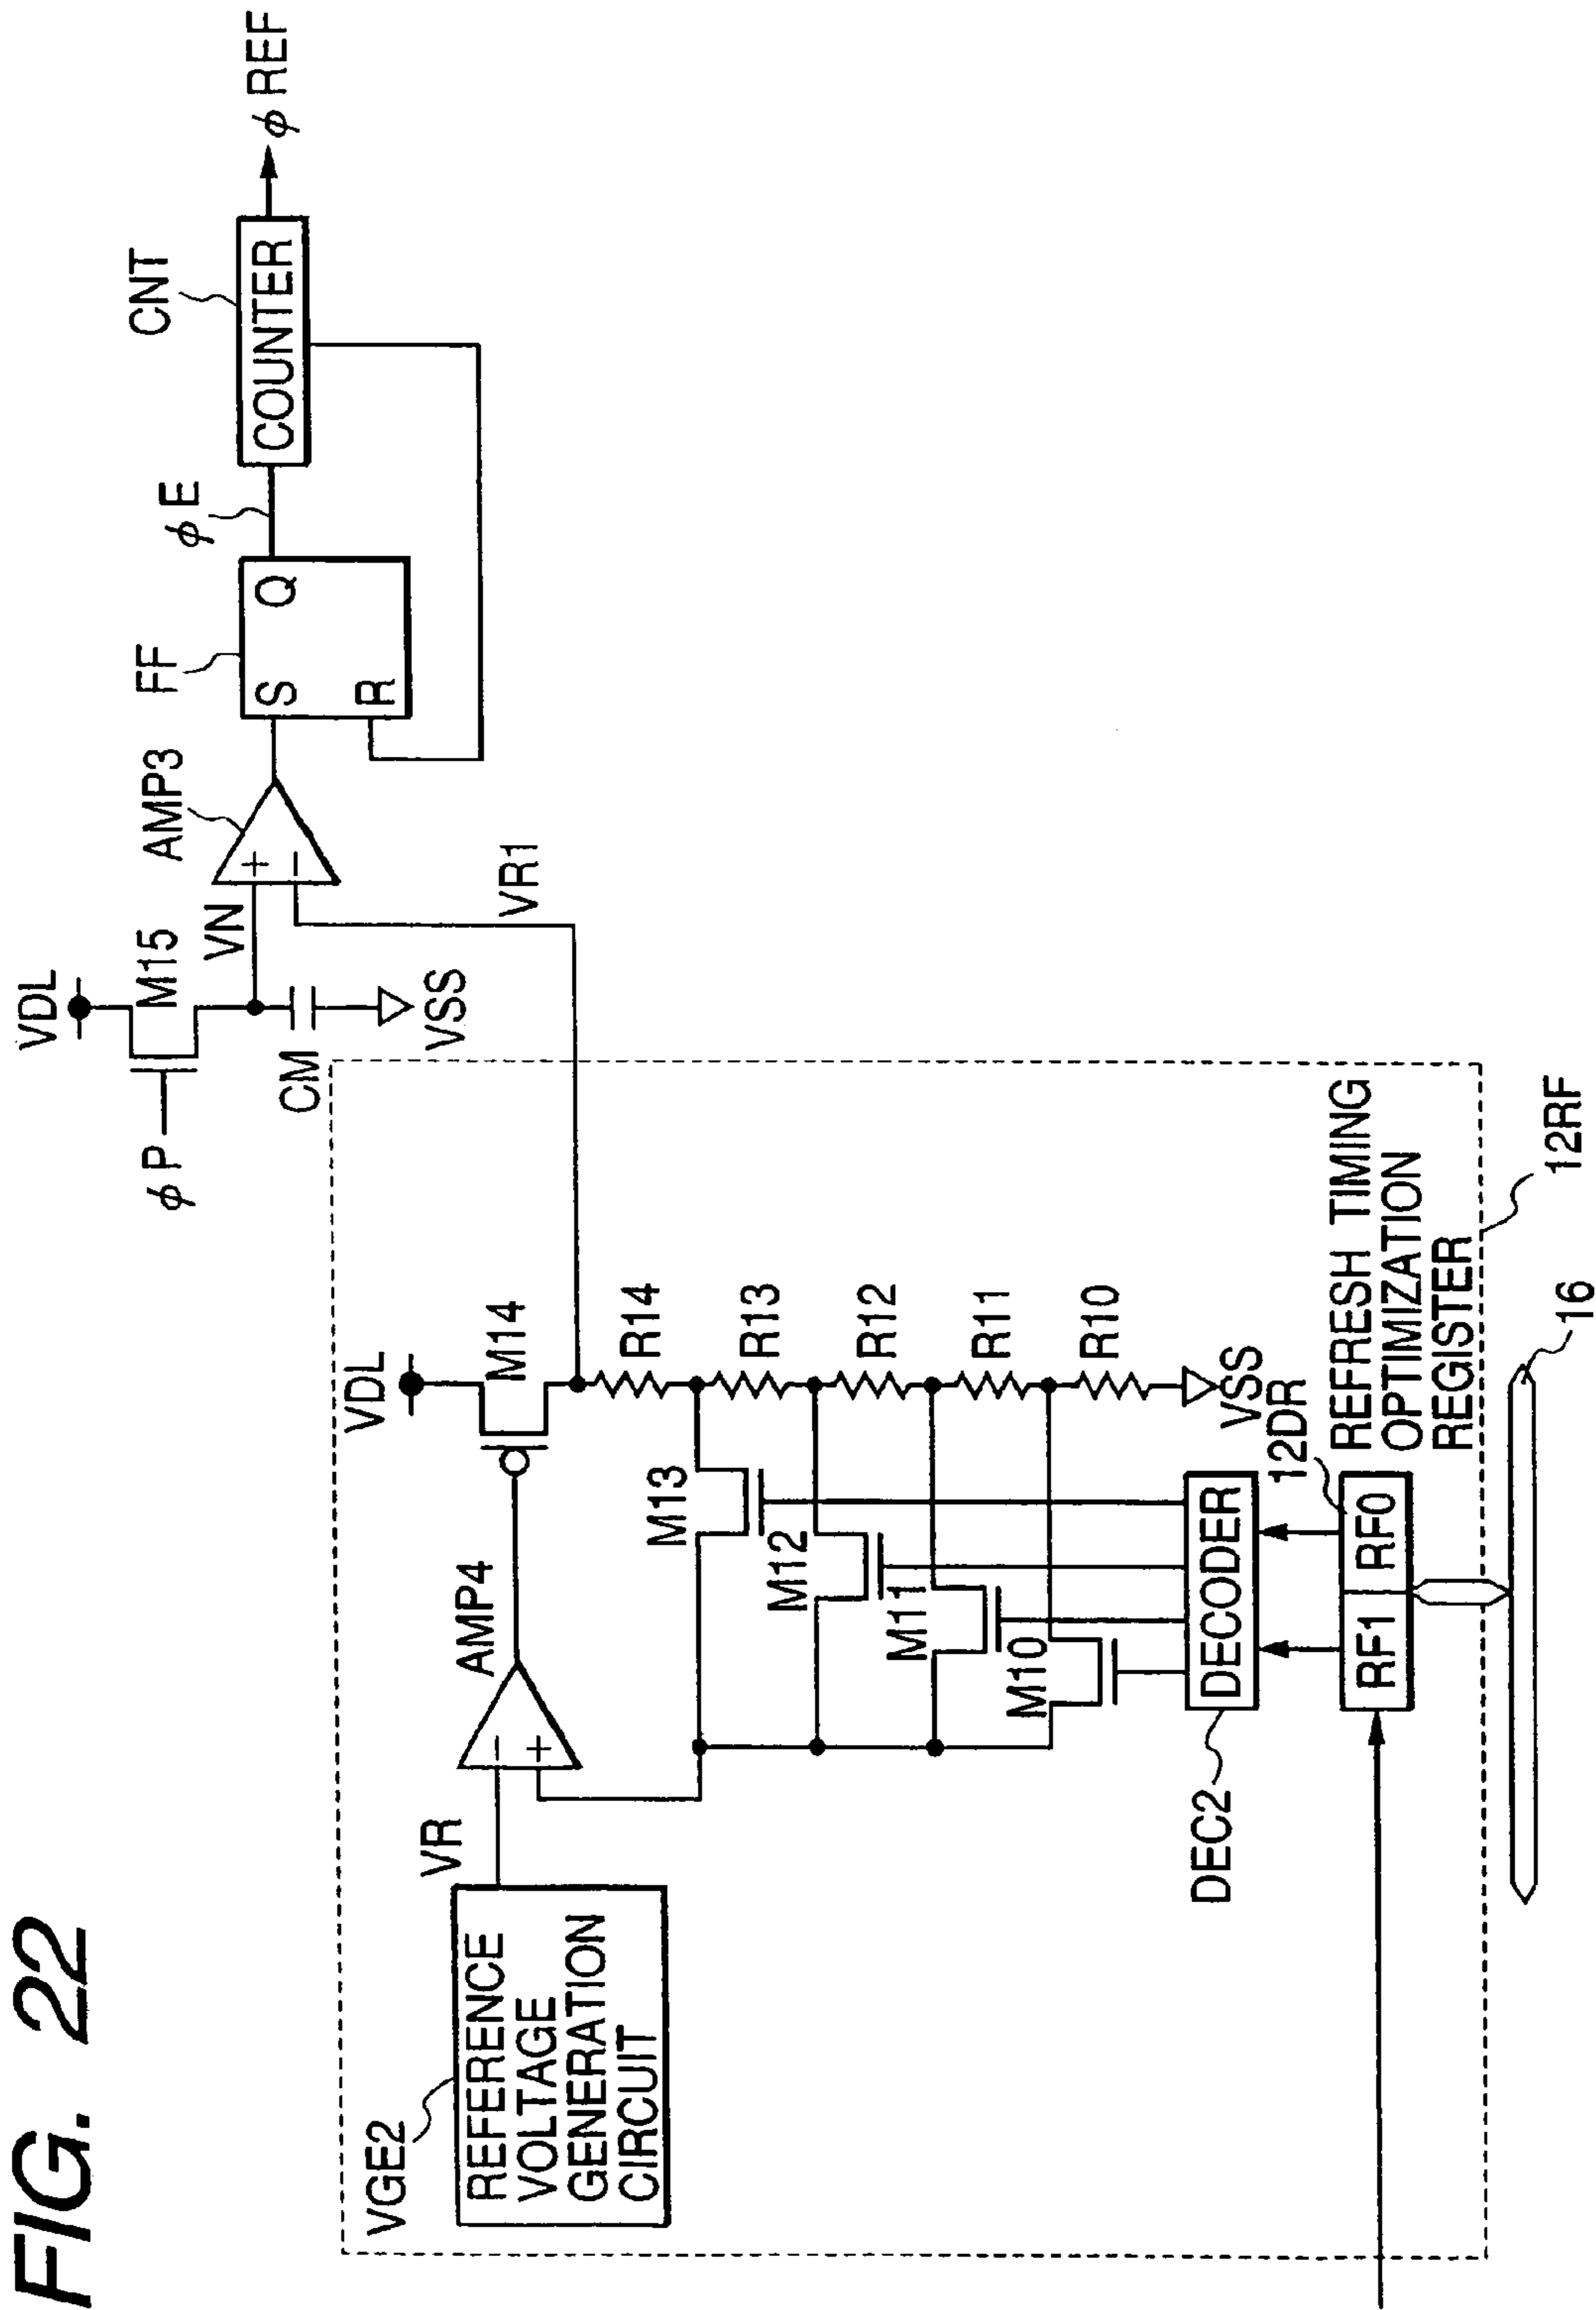 FIG. 22
VDL
φP
M15
VN
CM
VSS
AMP3
+
−
VR1
FF
S
Q
R
φE
CNT
COUNTER
φREF
VGE2
REFERENCE
VOLTAGE
GENERATION
CIRCUIT
VR
AMP4
−
+
VDL
M14
R14
R13
R12
R11
R10
VSS
M13
M12
M11
M10
DECODER
DEC2
12DR
RF1
RF0
REFRESH TIMING
OPTIMIZATION
REGISTER
12RF
16